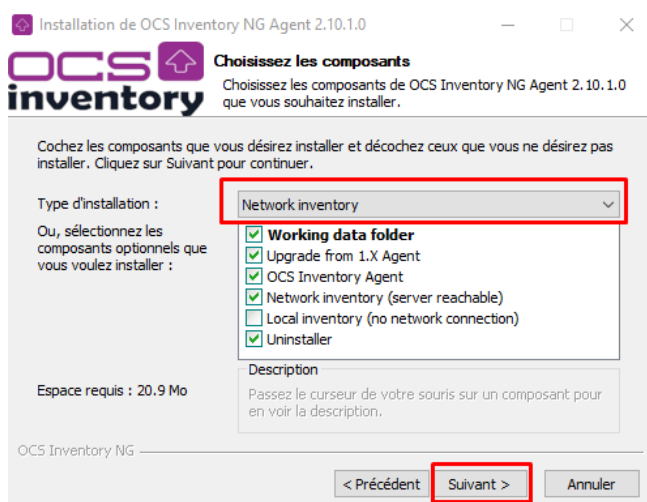 Installation de OCS Inventory NG Agent 2.10.1.0
OCS
inventory
Choisissez les composants
Choisissez les composants de OCS Inventory NG Agent 2.10.1.0
que vous souhaitez installer.
Cochez les composants que vous désirez installer et décochez ceux que vous ne désirez pas
installer. Cliquez sur Suivant pour continuer.
Type d'installation :
Network inventory
Ou, sélectionnez les
composants optionnels que
vous voulez installer :
Working data folder
Upgrade from 1.X Agent
OCS Inventory Agent
Network inventory (server reachable)
Local inventory (no network connection)
Uninstaller
Espace requis : 20.9 Mo
Description
Passez le curseur de votre souris sur un composant pour
en voir la description.
OCS Inventory NG
< Précédent
Suivant >
Annuler